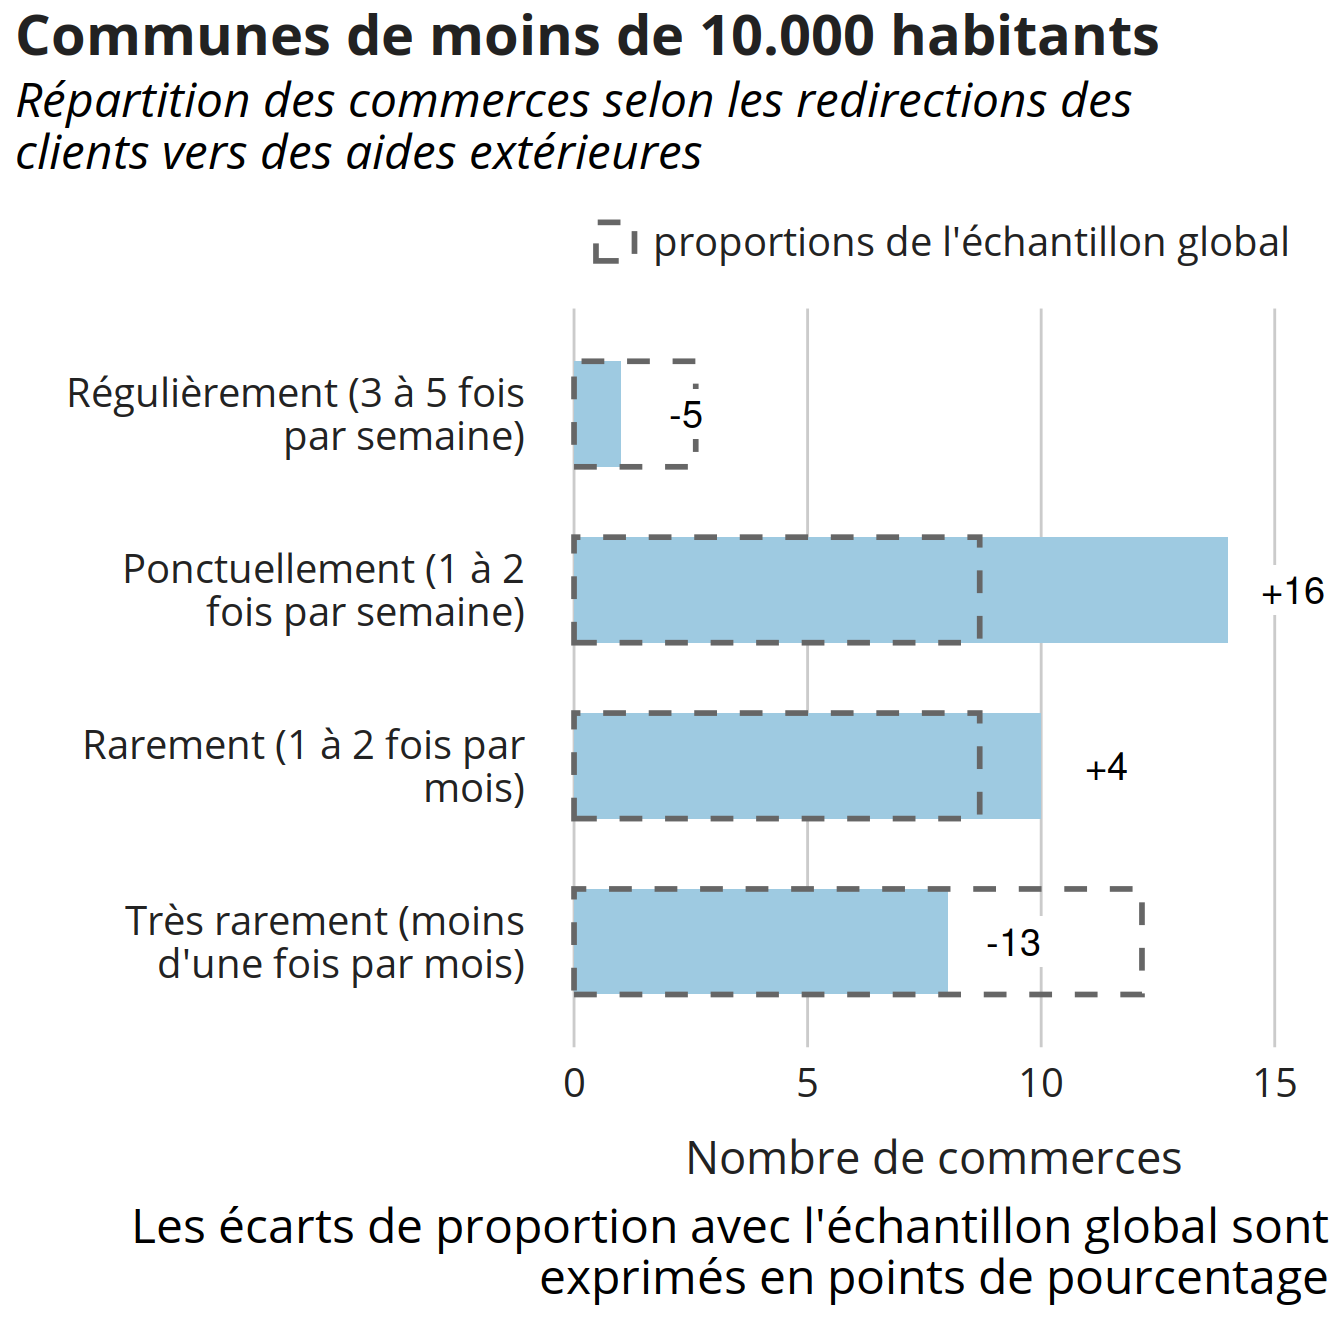 Communes de moins de 10.000 habitants
Répartition des commerces selon les redirections des
clients vers des aides extérieures
proportions de l'échantillon global
Régulièrement (3 à 5 fois
par semaine)
-5
Ponctuellement (1 à 2
fois par semaine)
+16
Rarement (1 à 2 fois par
mois)
+4
Très rarement (moins
d'une fois par mois)
-13
0 5 10 15
Nombre de commerces
Les écarts de proportion avec l'échantillon global sont
exprimés en points de pourcentage